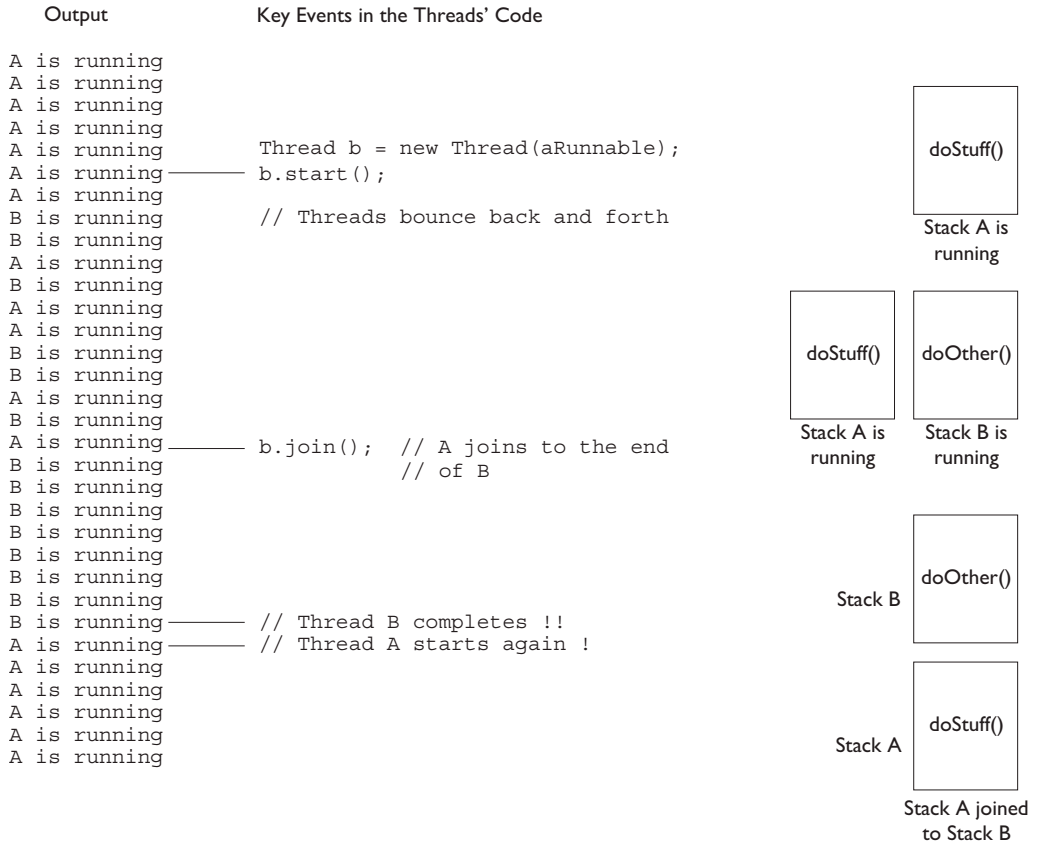 Output
Key Events in the Threads’ Code
A is running
A is running
A is running
A is running
A is running
Thread b = new Thread(aRunnable);
A is running
b.start();
A is running
B is running
// Threads bounce back and forth
B is running
A is running
B is running
A is running
A is running
B is running
B is running
A is running
B is running
A is running
b.join();  // A joins to the end
B is running
// of B
B is running
B is running
B is running
B is running
B is running
B is running
B is running
// Thread B completes !!
A is running
// Thread A starts again !
A is running
A is running
A is running
A is running
A is running
doStuff()
Stack A is
running
doStuff()
Stack A is
running
doOther()
Stack B is
running
Stack B
doOther()
Stack A
doStuff()
Stack A joined
to Stack B